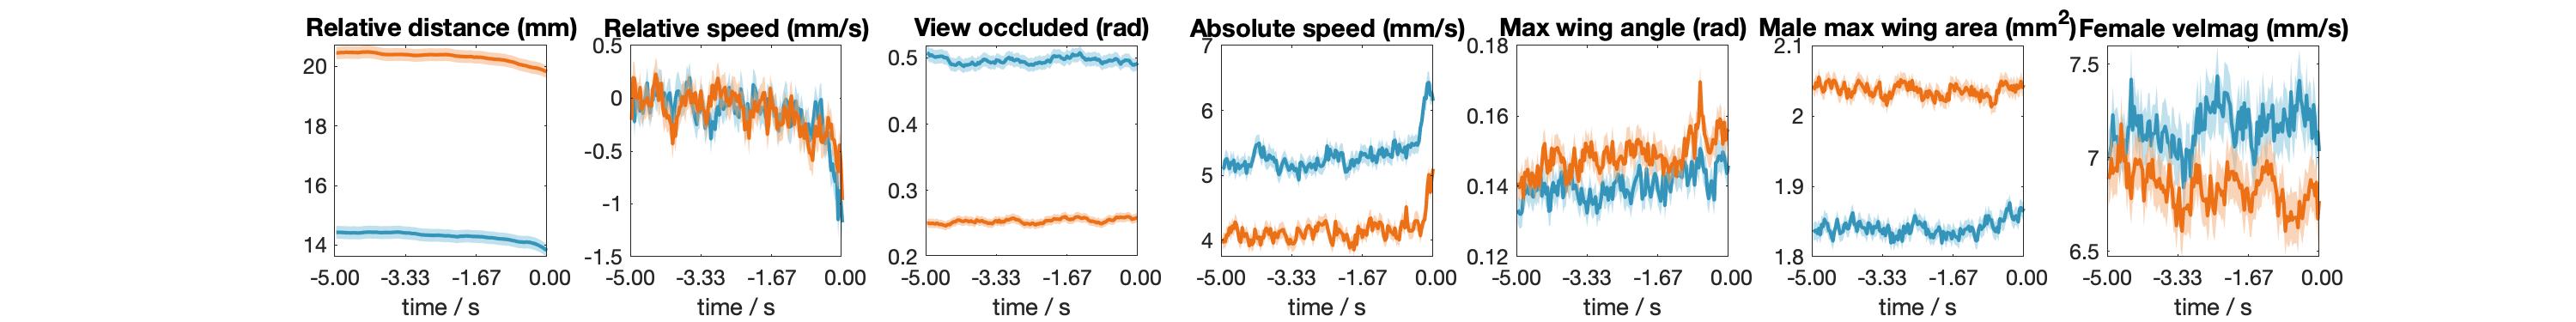 Relative distance (mm)
20
18
16
14
-5.00 -3.33 -1.67 0.00
time / s
Relative speed (mm/s)
0.5
0
-0.5
-1
-1.5
-5.00 -3.33 -1.67 0.00
time / s
View occluded (rad)
0.5
0.4
0.3
0.2
-5.00 -3.33 -1.67 0.00
time / s
Absolute speed (mm/s)
7
6
5
4
-5.00 -3.33 -1.67 0.00
time / s
Max wing angle (rad)
0.18
0.16
0.14
0.12
-5.00 -3.33 -1.67 0.00
time / s
Male max wing area (mm²)
2.1
2
1.9
1.8
-5.00 -3.33 -1.67 0.00
time / s
Female velmag (mm/s)
7.5
7
6.5
-5.00 -3.33 -1.67 0.00
time / s